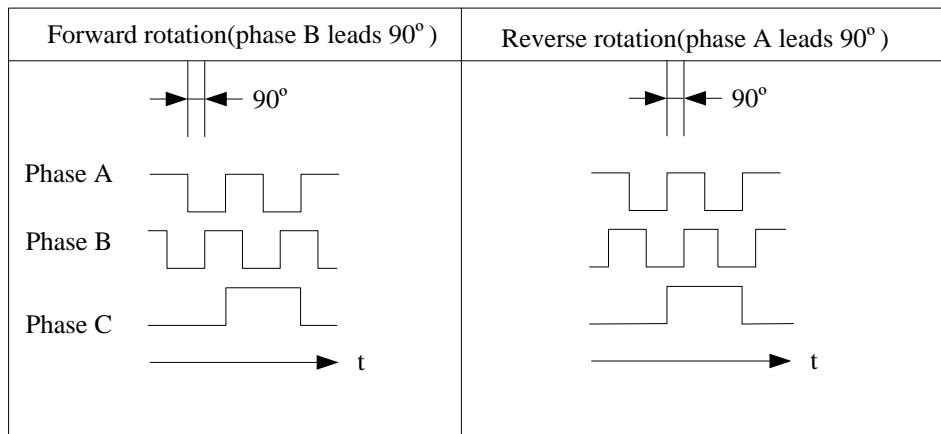 Forward rotation(phase B leads 90° )
Reverse rotation(phase A leads 90° )
90°
90°
Phase A
Phase B
Phase C
t
t